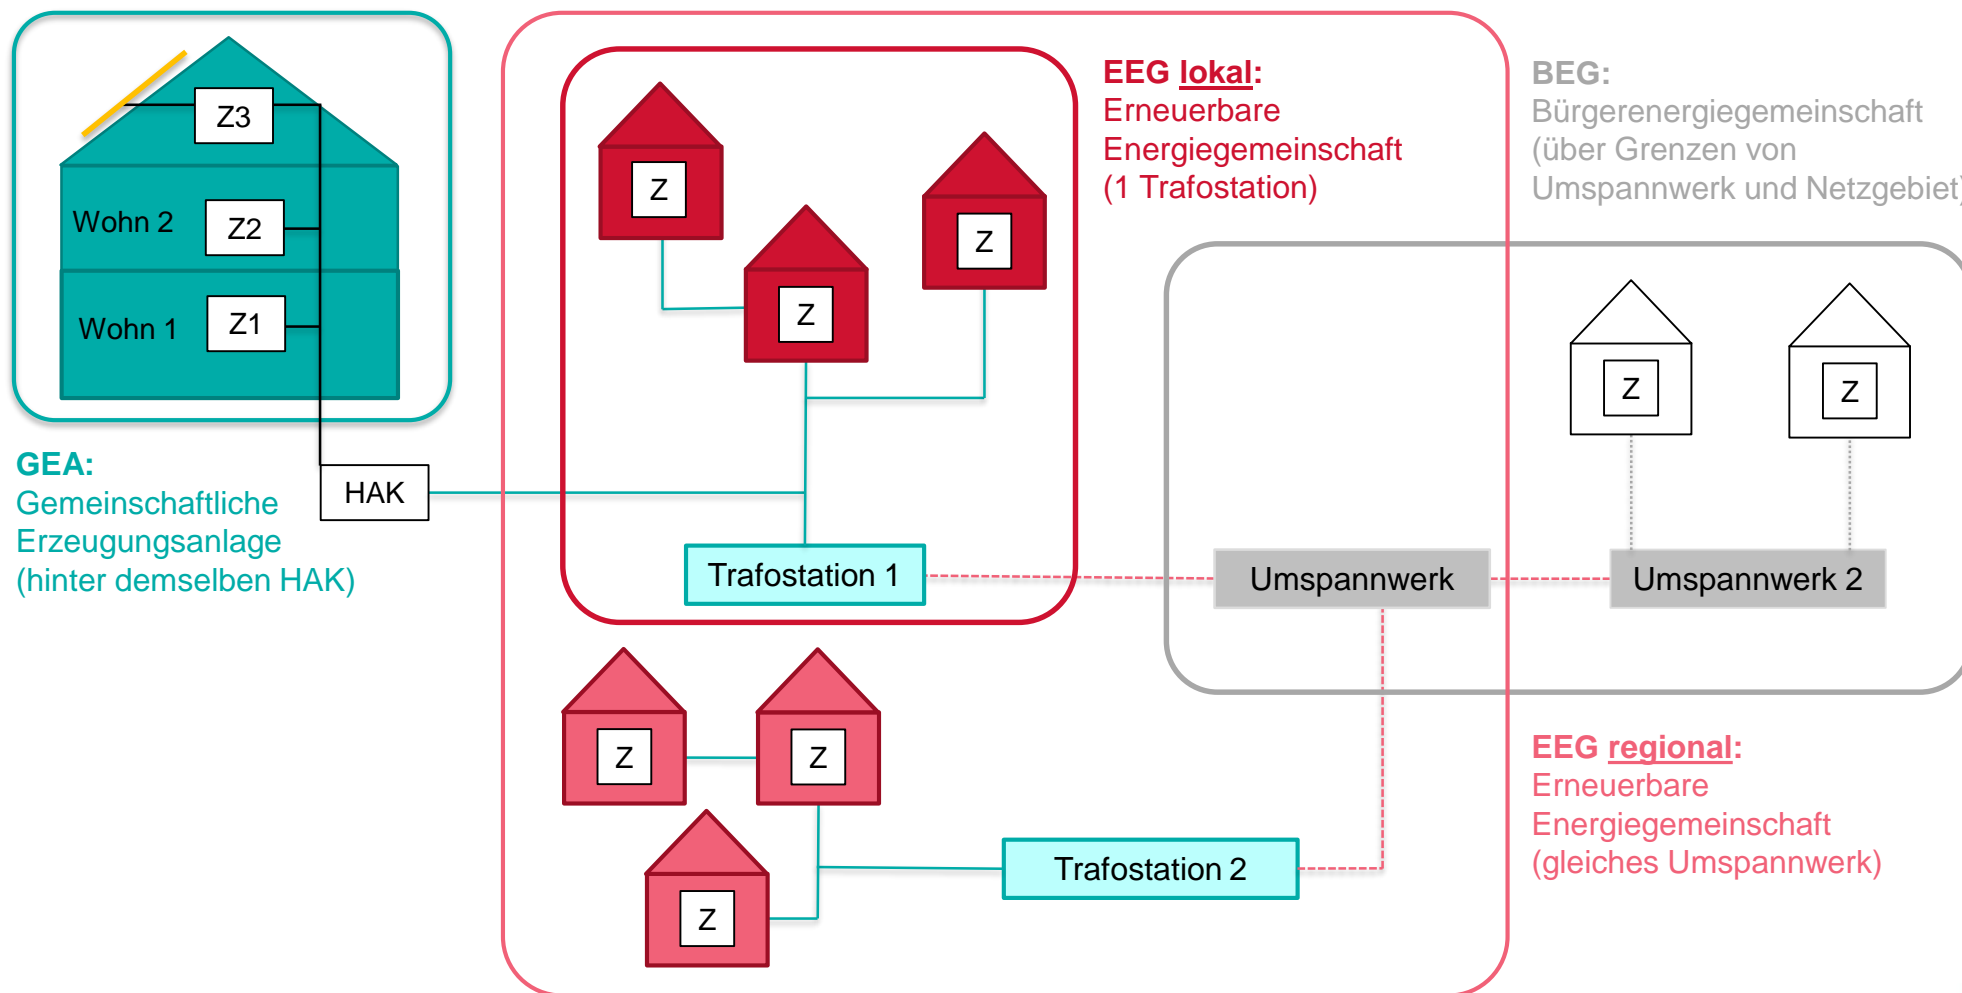 Z3
Wohn 2
Z2
Wohn 1
Z1
GEA:
Gemeinschaftliche
Erzeugungsanlage
(hinter demselben HAK)
HAK
Z
Z
Z
EEG lokal:
Erneuerbare
Energiegemeinschaft
(1 Trafostation)
Trafostation 1
BEG:
Bürgerenergiegemeinschaft
(über Grenzen von
Umspannwerk und Netzgebiet)
Z
Z
Umspannwerk
Umspannwerk 2
Z
Z
Z
Trafostation 2
EEG regional:
Erneuerbare
Energiegemeinschaft
(gleiches Umspannwerk)